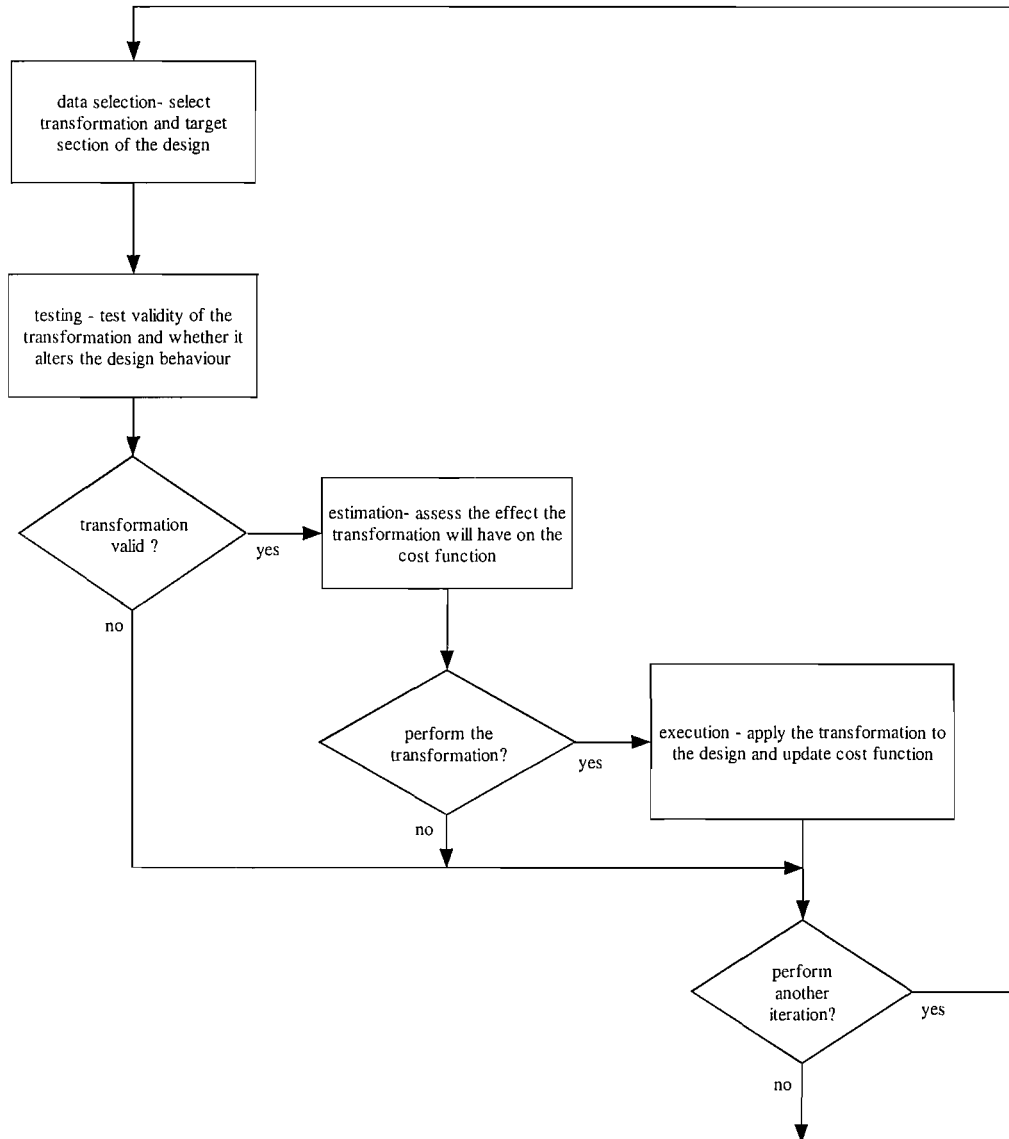 data selection- select
transformation and target
section of the design
testing - test validity of the
transformation and whether it
alters the design behaviour
transformation
valid ?
yes
no
estimation- assess the effect the
transformation will have on the
cost function
perform the
transformation?
yes
no
execution - apply the transformation to
the design and update cost function
perform
another
iteration?
yes
no